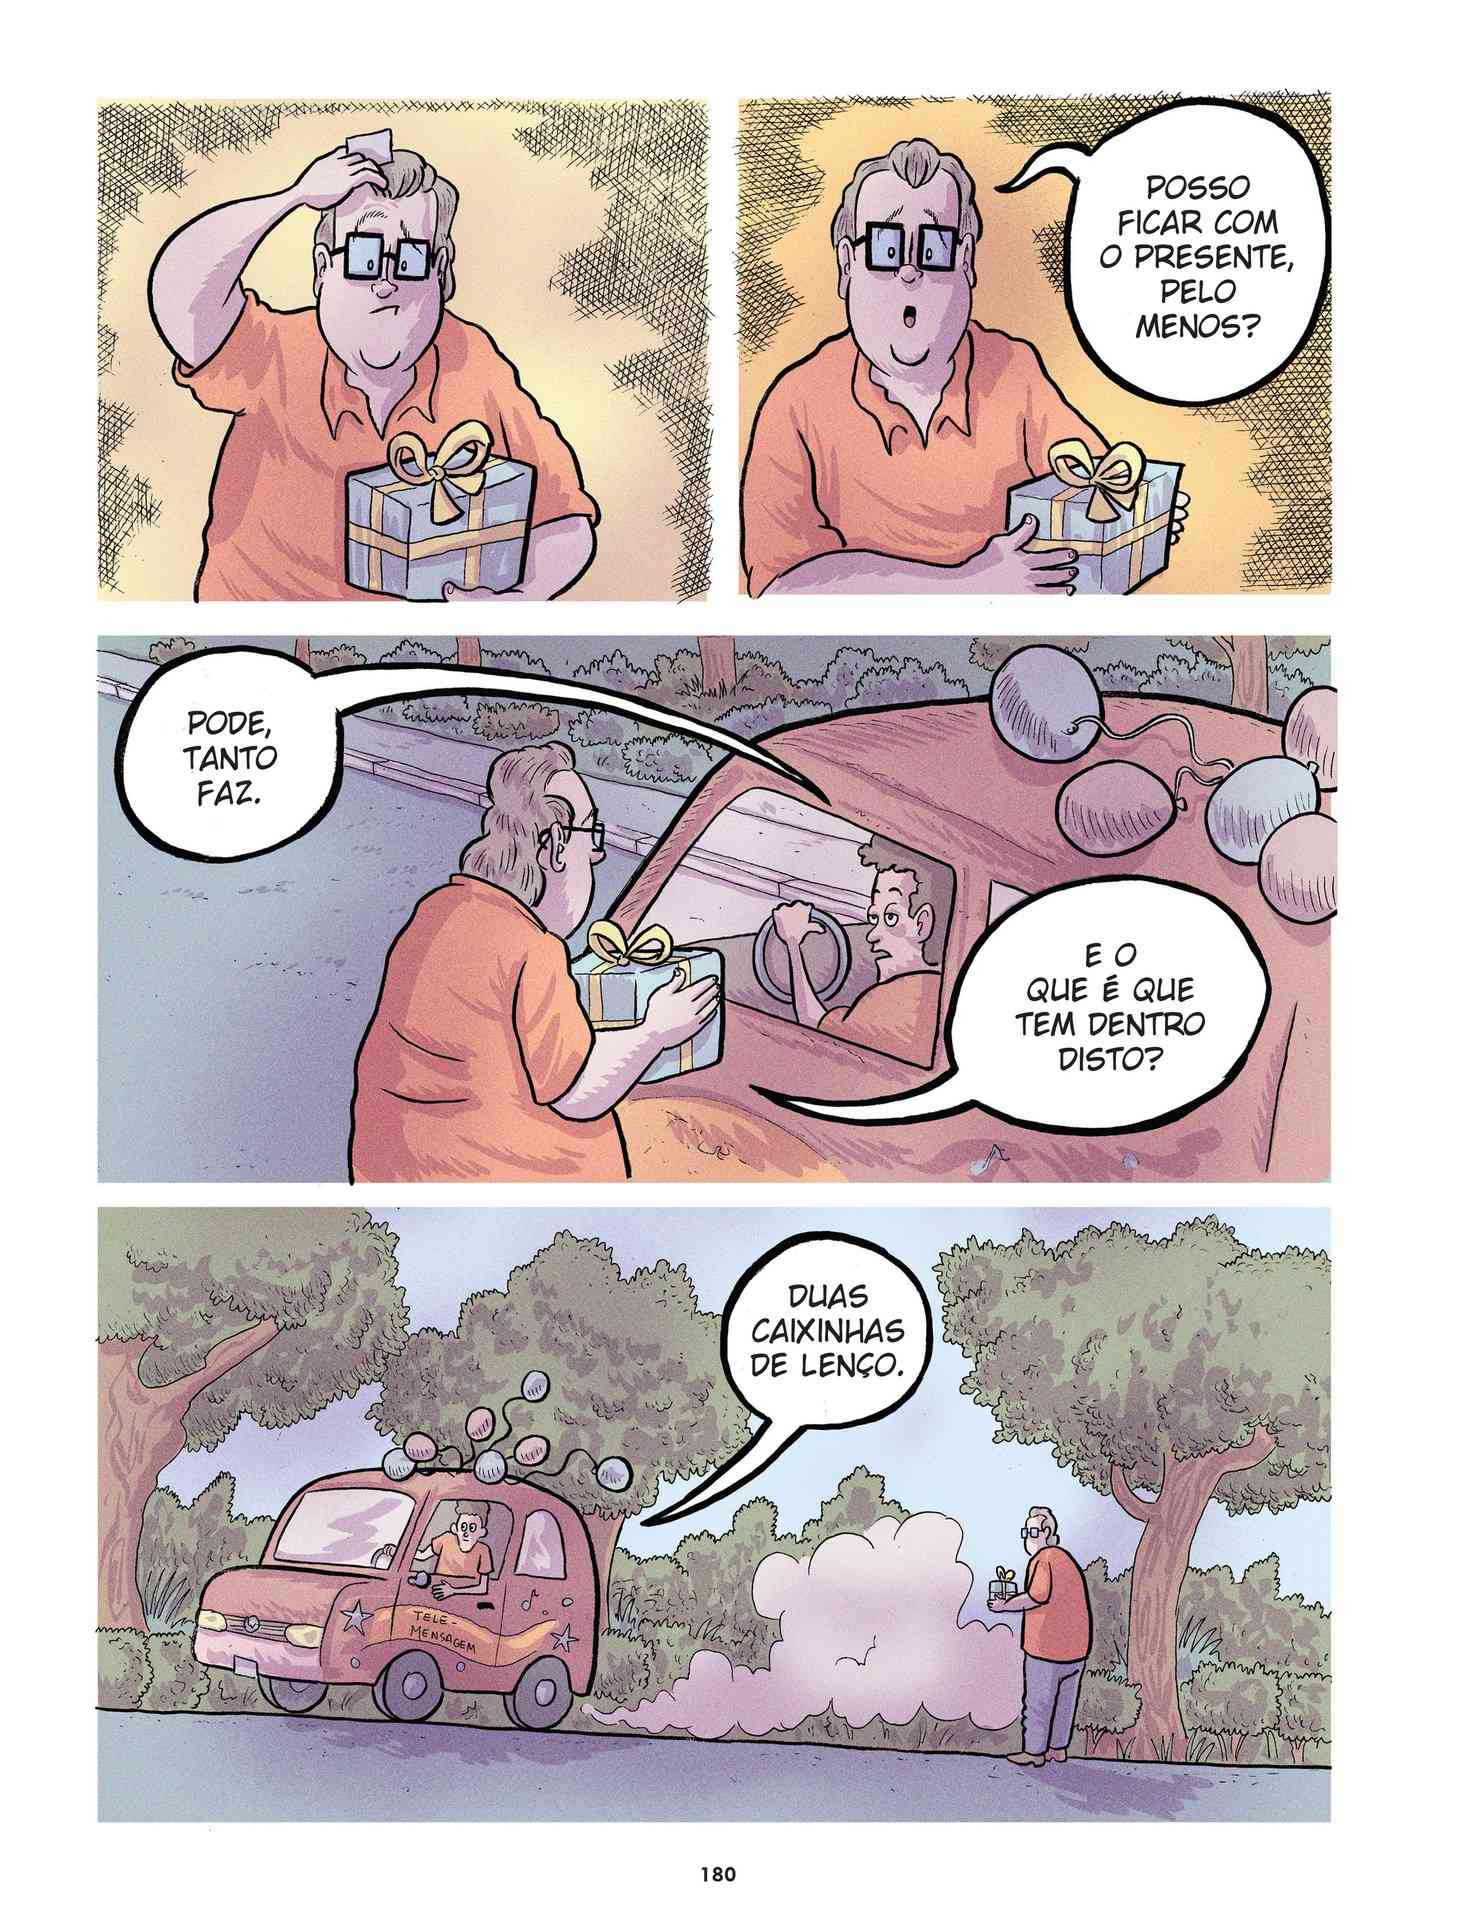 POSSO
FICAR COM
O PRESENTE,
PELO
MENOS?
PODE,
TANTO
FAZ.
E O
QUE É QUE
TEM DENTRO
DISTO?
DUAS
CAIXINHAS
DE LENÇO.
TELE-
MENSAGEM
180